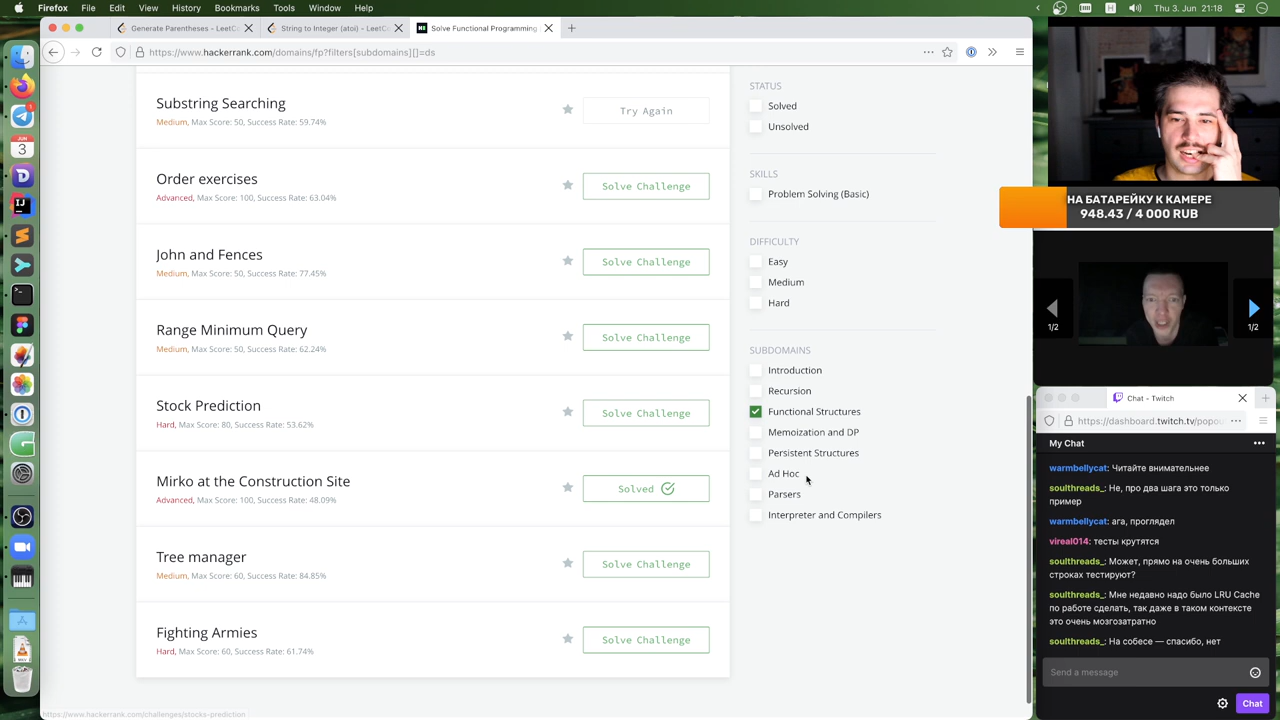 Firefox File Edit View History Bookmarks Tools Window Help
Generate Parentheses - LeetC
String to Integer (atoi) - LeetC
Solve Functional Programming
https://www.hackerrank.com/domains/fp?filters[subdomains][]=ds
Substring Searching
Medium, Max Score: 50, Success Rate: 59.74%
Try Again
Order exercises
Advanced, Max Score: 100, Success Rate: 63.04%
Solve Challenge
John and Fences
Medium, Max Score: 50, Success Rate: 77.45%
Solve Challenge
Range Minimum Query
Medium, Max Score: 50, Success Rate: 62.24%
Solve Challenge
Stock Prediction
Hard, Max Score: 80, Success Rate: 53.62%
Solve Challenge
Mirko at the Construction Site
Advanced, Max Score: 100, Success Rate: 48.09%
Solved
Tree manager
Medium, Max Score: 60, Success Rate: 84.85%
Solve Challenge
Fighting Armies
Hard, Max Score: 60, Success Rate: 61.74%
Solve Challenge
https://www.hackerrank.com/challenges/stocks-prediction
STATUS
Solved
Unsolved
SKILLS
Problem Solving (Basic)
DIFFICULTY
Easy
Medium
Hard
SUBDOMAINS
Introduction
Recursion
Functional Structures
Memoization and DP
Persistent Structures
Ad Hoc
Parsers
Interpreter and Compilers
JUN
3
1
НА БАТАРЕЙКУ К КАМЕРЕ
948.43 / 4 000 RUB
1/2
1/2
Chat - Twitch
https://dashboard.twitch.tv/popou
My Chat
warmbellycat: Читайте внимательнее
soulthreads_: Не, про два шага это только
пример
warmbellycat: ага, проглядел
vireal014: тесты крутятся
soulthreads_: Может, прямо на очень больших
строках тестируют?
soulthreads_: Мне недавно надо было LRU Cache
по работе сделать, так даже в таком контексте
это очень мозгозатратно
soulthreads_: На собесе — спасибо, нет
Send a message
Chat